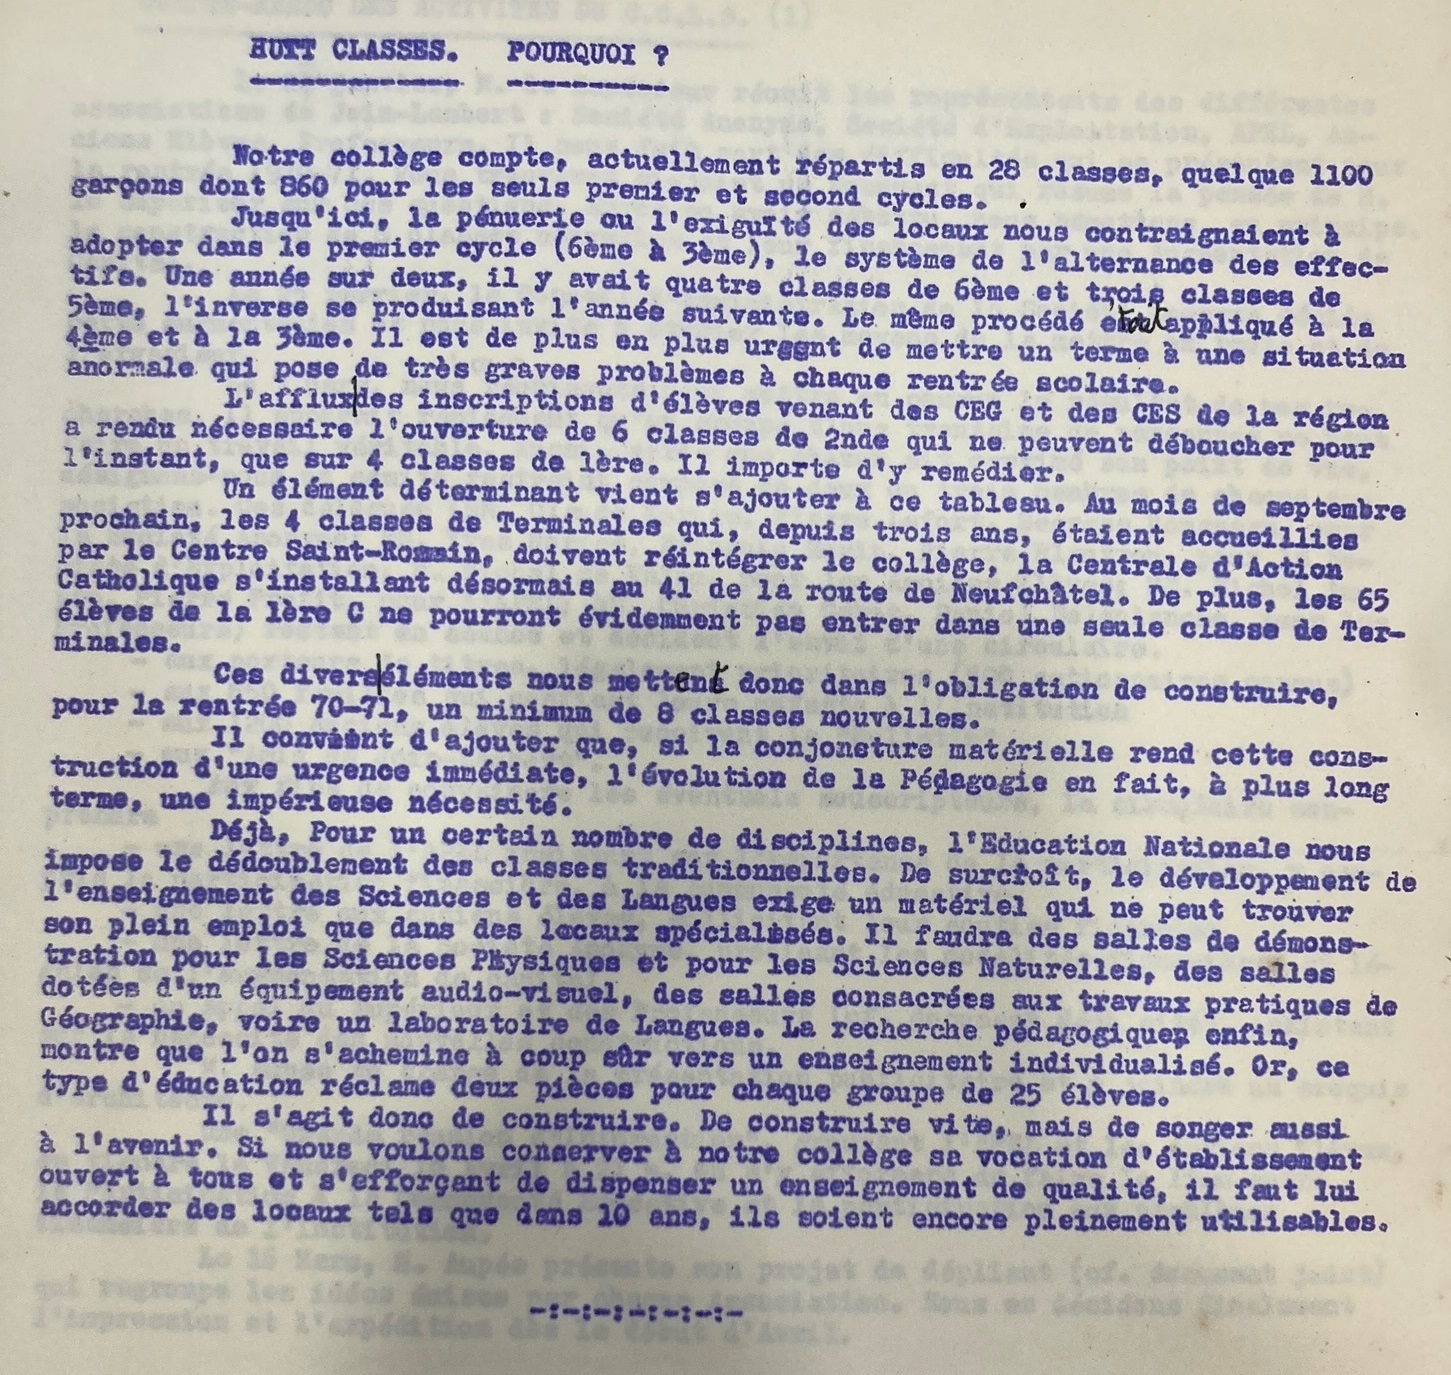 HUIT CLASSES. POURQUOI ?
Notre collège compte, actuellement répartis en 28 classes, quelque 1100
garçons dont 860 pour les seuls premier et second cycles.
Jusqu'ici, la pénuerie ou l'exiguïté des locaux nous contraignaient à
adopter dans le premier cycle (6ème à 3ème), le système de l'alternance des effec-
tifs. Une année sur deux, il y avait quatre classes de 6ème et trois classes de
5ème, l'inverse se produisant l'année suivante. Le même procédé était appliqué à la
4ème et à la 3ème. Il est de plus en plus urgent de mettre un terme à une situation
anormale qui pose de très graves problèmes à chaque rentrée scolaire.
L'afflux des inscriptions d'élèves venant des CEG et des CES de la région
a rendu nécessaire l'ouverture de 6 classes de 2nde qui ne peuvent déboucher pour
l'instant, que sur 4 classes de 1ère. Il importe d'y remédier.
Un élément déterminant vient s'ajouter à ce tableau. Au mois de septembre
prochain, les 4 classes de Terminales qui, depuis trois ans, étaient accueillies
par le Centre Saint-Romain, doivent réintégrer le collège, la Centrale d'Action
Catholique s'installant désormais au 41 de la route de Neufchâtel. De plus, les 65
élèves de la 1ère C ne pourront évidemment pas entrer dans une seule classe de Ter-
minales.
Ces divers éléments nous mettent donc dans l'obligation de construire,
pour la rentrée 70-71, un minimum de 8 classes nouvelles.
Il convient d'ajouter que, si la conjonsture matérielle rend cette cons-
truction d'une urgence immédiate, l'évolution de la Pédagogie en fait, à plus long
terme, une impérieuse nécessité.
Déjà, Pour un certain nombre de disciplines, l'Education Nationale nous
impose le dédoublement des classes traditionnelles. De surcroît, le développement de
l'enseignement des Sciences et des Langues exige un matériel qui ne peut trouver
son plein emploi que dans des locaux spécialisés. Il faudra des salles de démons-
tration pour les Sciences Physiques et pour les Sciences Naturelles, des salles
dotées d'un équipement audio-visuel, des salles consacrées aux travaux pratiques de
Géographie, voire un laboratoire de Langues. La recherche pédagogique, enfin,
montre que l'on s'achemine à coup sûr vers un enseignement individualisé. Or, ce
type d'éducation réclame deux pièces pour chaque groupe de 25 élèves.
Il s'agit donc de construire. De construire vite, mais de songer aussi
à l'avenir. Si nous voulons conserver à notre collège sa vocation d'établissement
ouvert à tous et s'efforçant de dispenser un enseignement de qualité, il faut lui
accorder des locaux tels que dans 10 ans, ils soient encore pleinement utilisables.
-:-:-:-:-:-:-